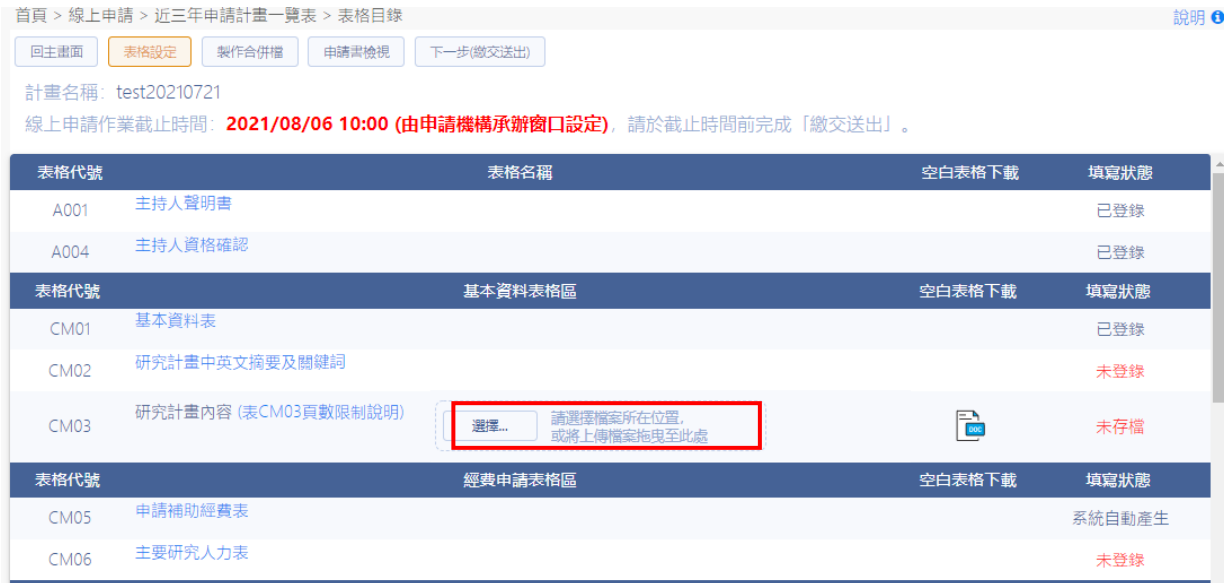 首頁 > 線上申請 > 近三年申請計畫一覽表 > 表格目錄 說明
回主畫面 表格設定 製作合併檔 申請書檢視 下一步(繳交送出)
計畫名稱: test20210721
線上申請作業截止時間: 2021/08/06 10:00 (由申請機構承辦窗口設定), 請於截止時間前完成「繳交送出」。
表格代號 表格名稱 空白表格下載 填寫狀態
A001 主持人聲明書 已登錄
A004 主持人資格確認 已登錄
表格代號 基本資料表格區 空白表格下載 填寫狀態
CM01 基本資料表 已登錄
CM02 研究計畫中英文摘要及關鍵詞 未登錄
CM03 研究計畫內容 (表CM03頁數限制說明) 選擇... 請選擇檔案所在位置, DOC 未存檔
或將上傳檔案拖曳至此處
表格代號 經費申請表格區 空白表格下載 填寫狀態
CM05 申請補助經費表 系統自動產生
CM06 主要研究人力表 未登錄